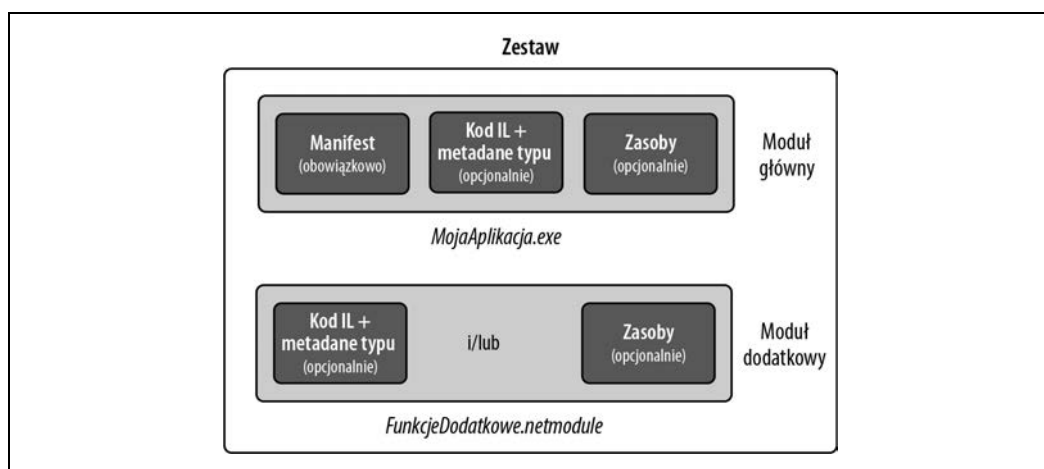 Zestaw
Manifest
(obowiązkowo)
Kod IL +
metadane typu
(opcjonalnie)
Zasoby
(opcjonalnie)
Moduł
główny
MojaAplikacja.exe
Kod IL +
metadane typu
(opcjonalnie)
i/lub
Zasoby
(opcjonalnie)
Moduł
dodatkowy
FunkcjeDodatkowe.netmodule